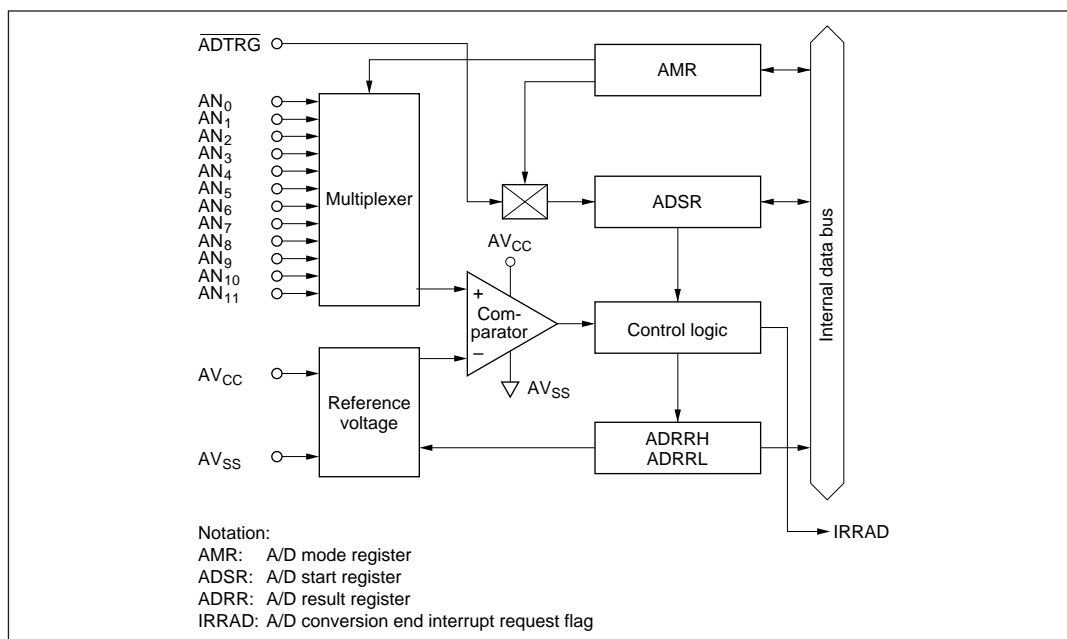 ADTRG
AMR
AN0
AN1
AN2
AN3
AN4
AN5
AN6
AN7
AN8
AN9
AN10
AN11
Multiplexer
ADSR
Internal data bus
AVCC
+
Com-
parator
−
AVSS
Control logic
AVCC
AVSS
Reference
voltage
ADRRH
ADRRL
IRRAD
Notation:
AMR: A/D mode register
ADSR: A/D start register
ADRR: A/D result register
IRRAD: A/D conversion end interrupt request flag